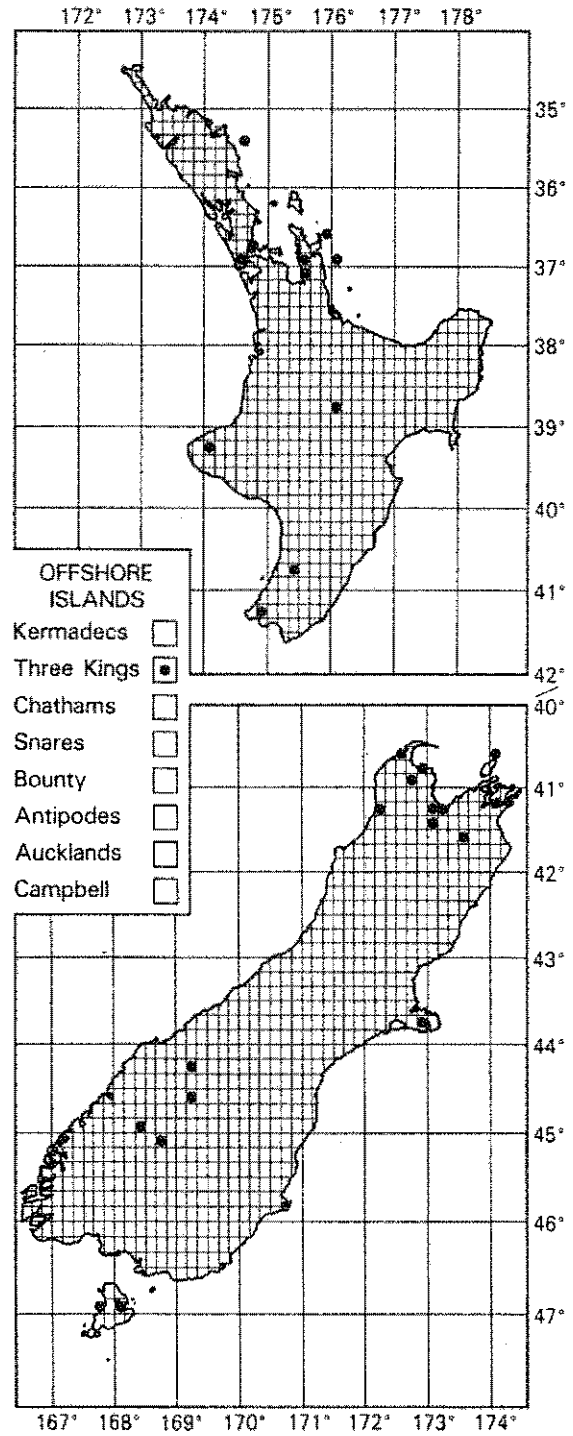 172° 173° 174° 175° 176° 177° 178°
35°
36°
37°
38°
39°
40°
41°
42°
OFFSHORE
ISLANDS
Kermadecs
Three Kings
Chathams
Snares
Bounty
Antipodes
Aucklands
Campbell
40°
41°
42°
43°
44°
45°
46°
47°
167° 168° 169° 170° 171° 172° 173° 174°